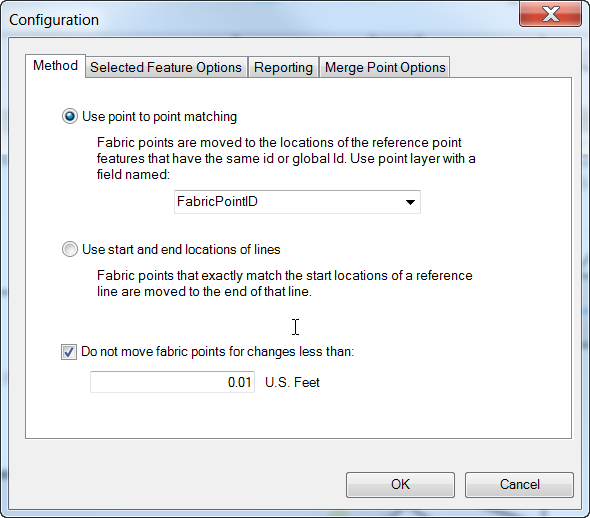 Configuration
Method
Selected Feature Options
Reporting
Merge Point Options
Use point to point matching
Fabric points are moved to the locations of the reference point
features that have the same id or global Id. Use point layer with a
field named:
FabricPointID
Use start and end locations of lines
Fabric points that exactly match the start locations of a reference
line are moved to the end of that line.
Do not move fabric points for changes less than:
0.01 U.S. Feet
OK
Cancel